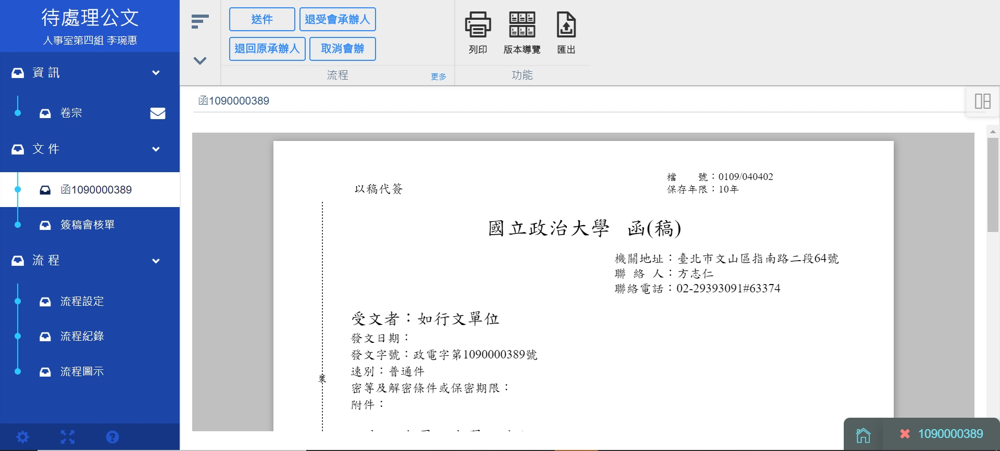 待處理公文
人事室第四組 李琬惠
資訊
卷宗
文件
函1090000389
簽稿會核單
流程
流程設定
流程紀錄
流程圖示
送件
退受會承辦人
退回原承辦人
取消會辦
流程
更多
列印
版本導覽
匯出
功能
函1090000389
檔　　號：0109/040402
保存年限：10年
以稿代簽
國立政治大學 函(稿)
機關地址：臺北市文山區指南路二段64號
聯 絡 人：方志仁
聯絡電話：02-29393091#63374
受文者：如行文單位
發文日期：
發文字號：政電字第1090000389號
速別：普通件
密等及解密條件或保密期限：
附件：
裝
1090000389